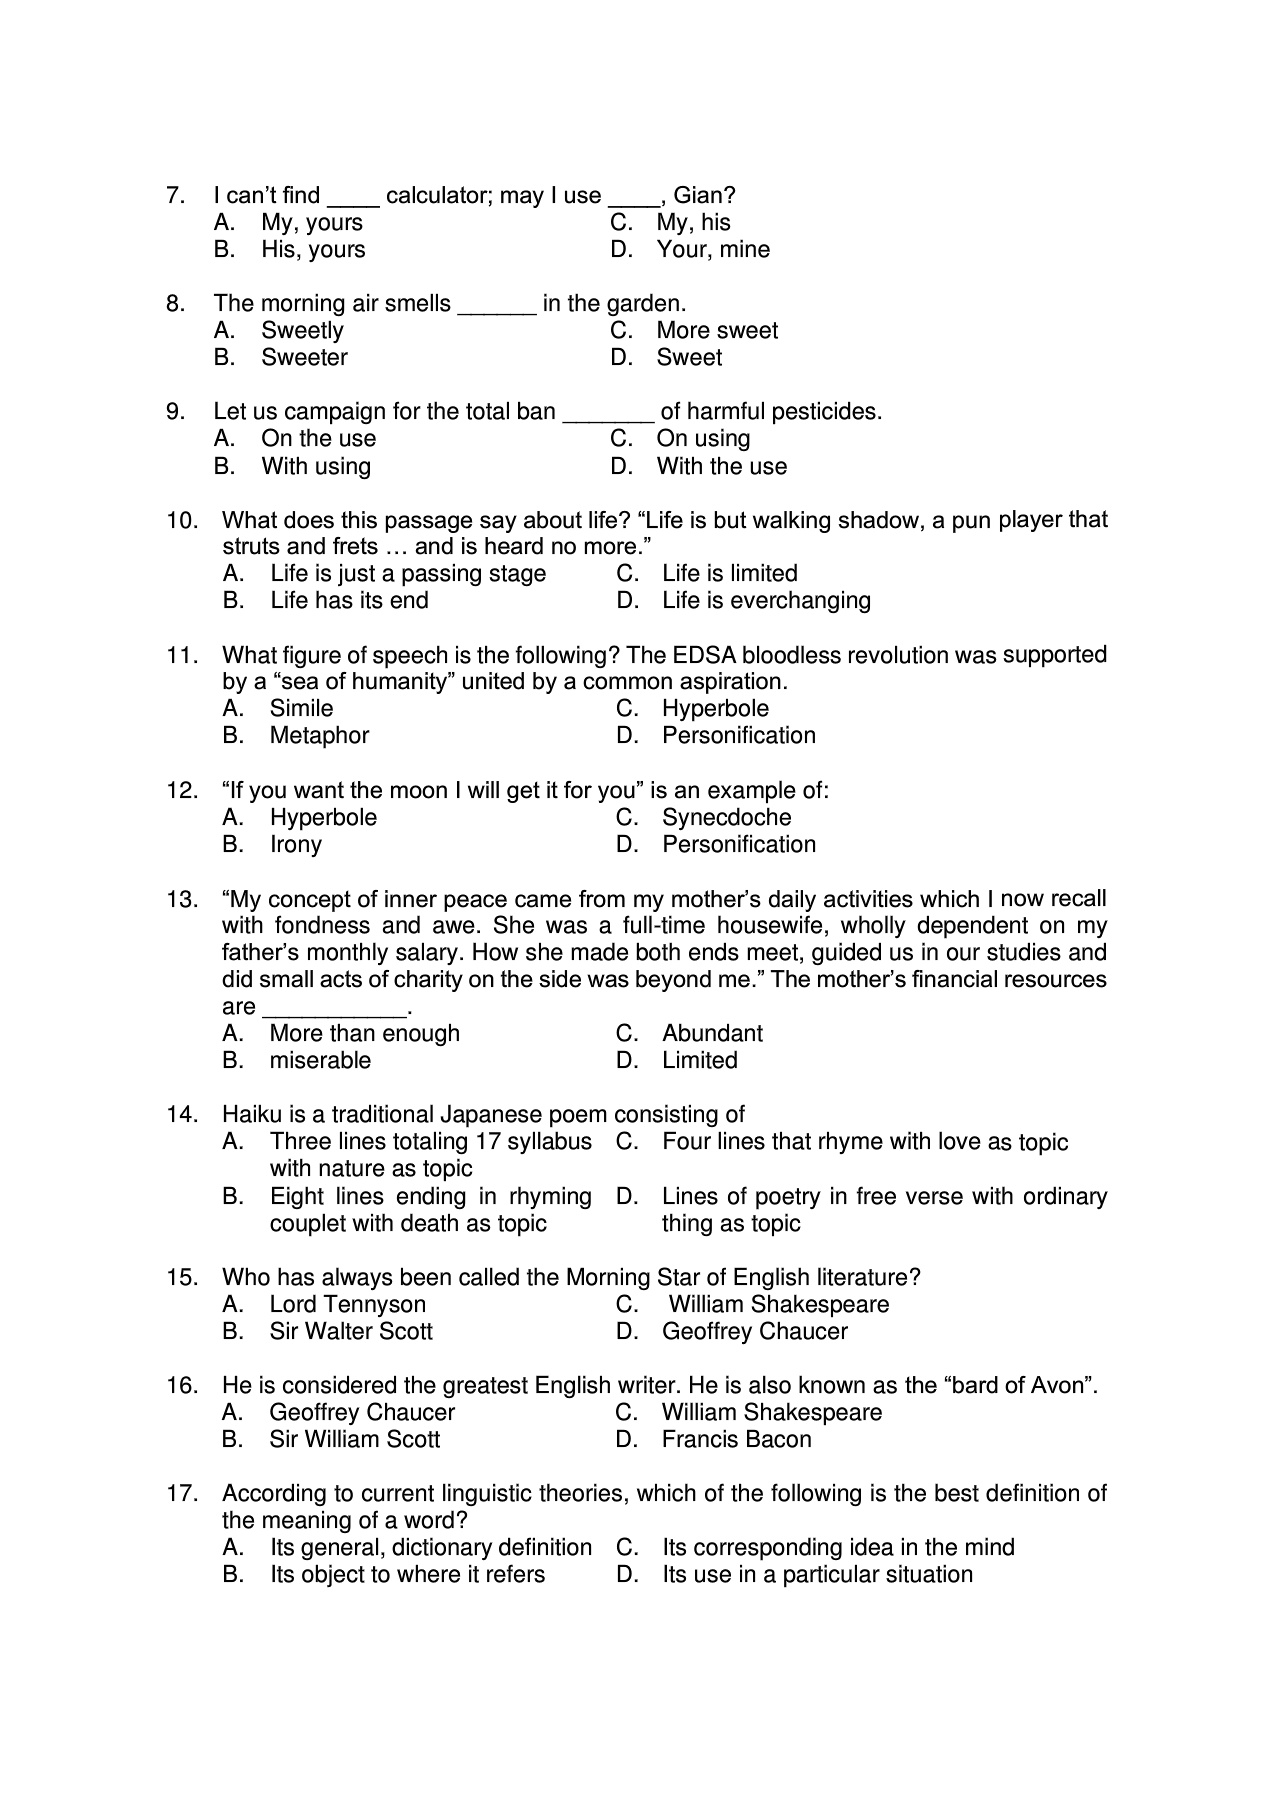 7. I can’t find ____ calculator; may I use ____, Gian?
A. My, yours C. My, his
B. His, yours D. Your, mine
8. The morning air smells ______ in the garden.
A. Sweetly C. More sweet
B. Sweeter D. Sweet
9. Let us campaign for the total ban _______ of harmful pesticides.
A. On the use C. On using
B. With using D. With the use
10. What does this passage say about life? “Life is but walking shadow, a pun player that
struts and frets … and is heard no more.”
A. Life is just a passing stage C. Life is limited
B. Life has its end D. Life is everchanging
11. What figure of speech is the following? The EDSA bloodless revolution was supported
by a “sea of humanity” united by a common aspiration.
A. Simile C. Hyperbole
B. Metaphor D. Personification
12. “If you want the moon I will get it for you” is an example of:
A. Hyperbole C. Synecdoche
B. Irony D. Personification
13. “My concept of inner peace came from my mother’s daily activities which I now recall
with fondness and awe. She was a full-time housewife, wholly dependent on my
father’s monthly salary. How she made both ends meet, guided us in our studies and
did small acts of charity on the side was beyond me.” The mother’s financial resources
are ___________.
A. More than enough C. Abundant
B. miserable D. Limited
14. Haiku is a traditional Japanese poem consisting of
A. Three lines totaling 17 syllabus C. Four lines that rhyme with love as topic
with nature as topic
B. Eight lines ending in rhyming D. Lines of poetry in free verse with ordinary
couplet with death as topic thing as topic
15. Who has always been called the Morning Star of English literature?
A. Lord Tennyson C. William Shakespeare
B. Sir Walter Scott D. Geoffrey Chaucer
16. He is considered the greatest English writer. He is also known as the “bard of Avon”.
A. Geoffrey Chaucer C. William Shakespeare
B. Sir William Scott D. Francis Bacon
17. According to current linguistic theories, which of the following is the best definition of
the meaning of a word?
A. Its general, dictionary definition C. Its corresponding idea in the mind
B. Its object to where it refers D. Its use in a particular situation